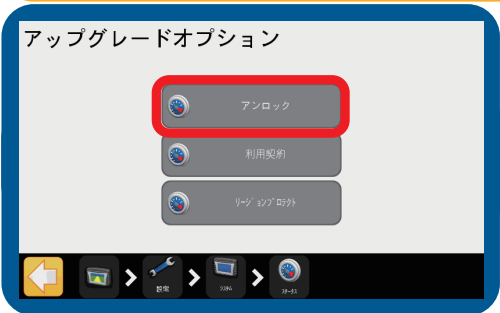 アップグレードオプション
アンロック
利用契約
リージョンプロテクト
設定
システム
ステータス